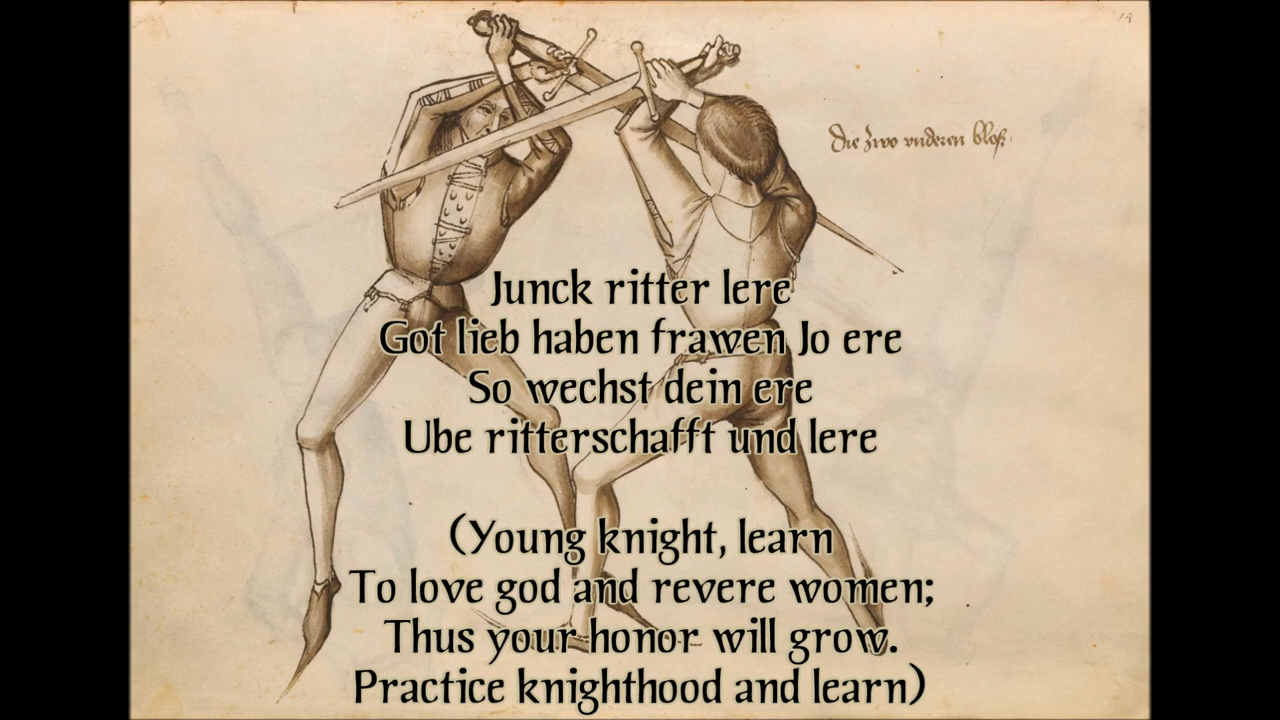 14
die zwo vnderen bloß
Junck ritter lere
Got lieb haben frawen Jo ere
So wechst dein ere
Ube ritterschafft und lere
(Young knight, learn
To love god and revere women;
Thus your honor will grow.
Practice knighthood and learn)